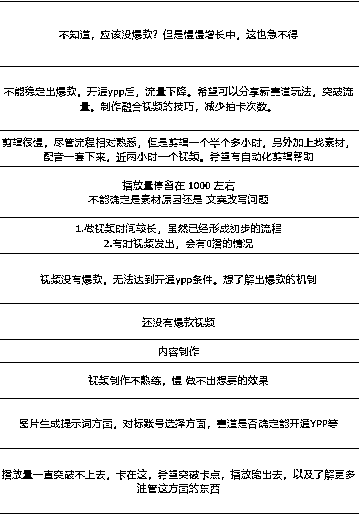 不知道，应该没爆款？但是慢慢增长中，这也急不得
不能稳定出爆款，开通ypp后，流量下降。希望可以分享新赛道玩法，突破流
量。制作融合视频的技巧，减少抽卡次数。
剪辑很慢，尽管流程相对熟悉，但是剪辑一个半个多小时，另外加上找素材，
配音一套下来，近两小时一个视频。希望有自动化剪辑帮助
播放量停留在 1000 左右
不能确定是素材原因还是 文案改写问题
1.做视频时间较长，虽然已经形成初步的流程
2.有时视频发出，会有0播的情况
视频没有爆款，无法达到开通ypp条件。想了解出爆款的机制
还没有爆款视频
内容制作
视频制作不熟练，慢 做不出想要的效果
图片生成提示词方面，对标账号选择方面，赛道是否确定能开通YPP等
播放量一直突破不上去，卡在这，希望突破卡点，播放跑出去，以及了解更多
油管这方面的东西